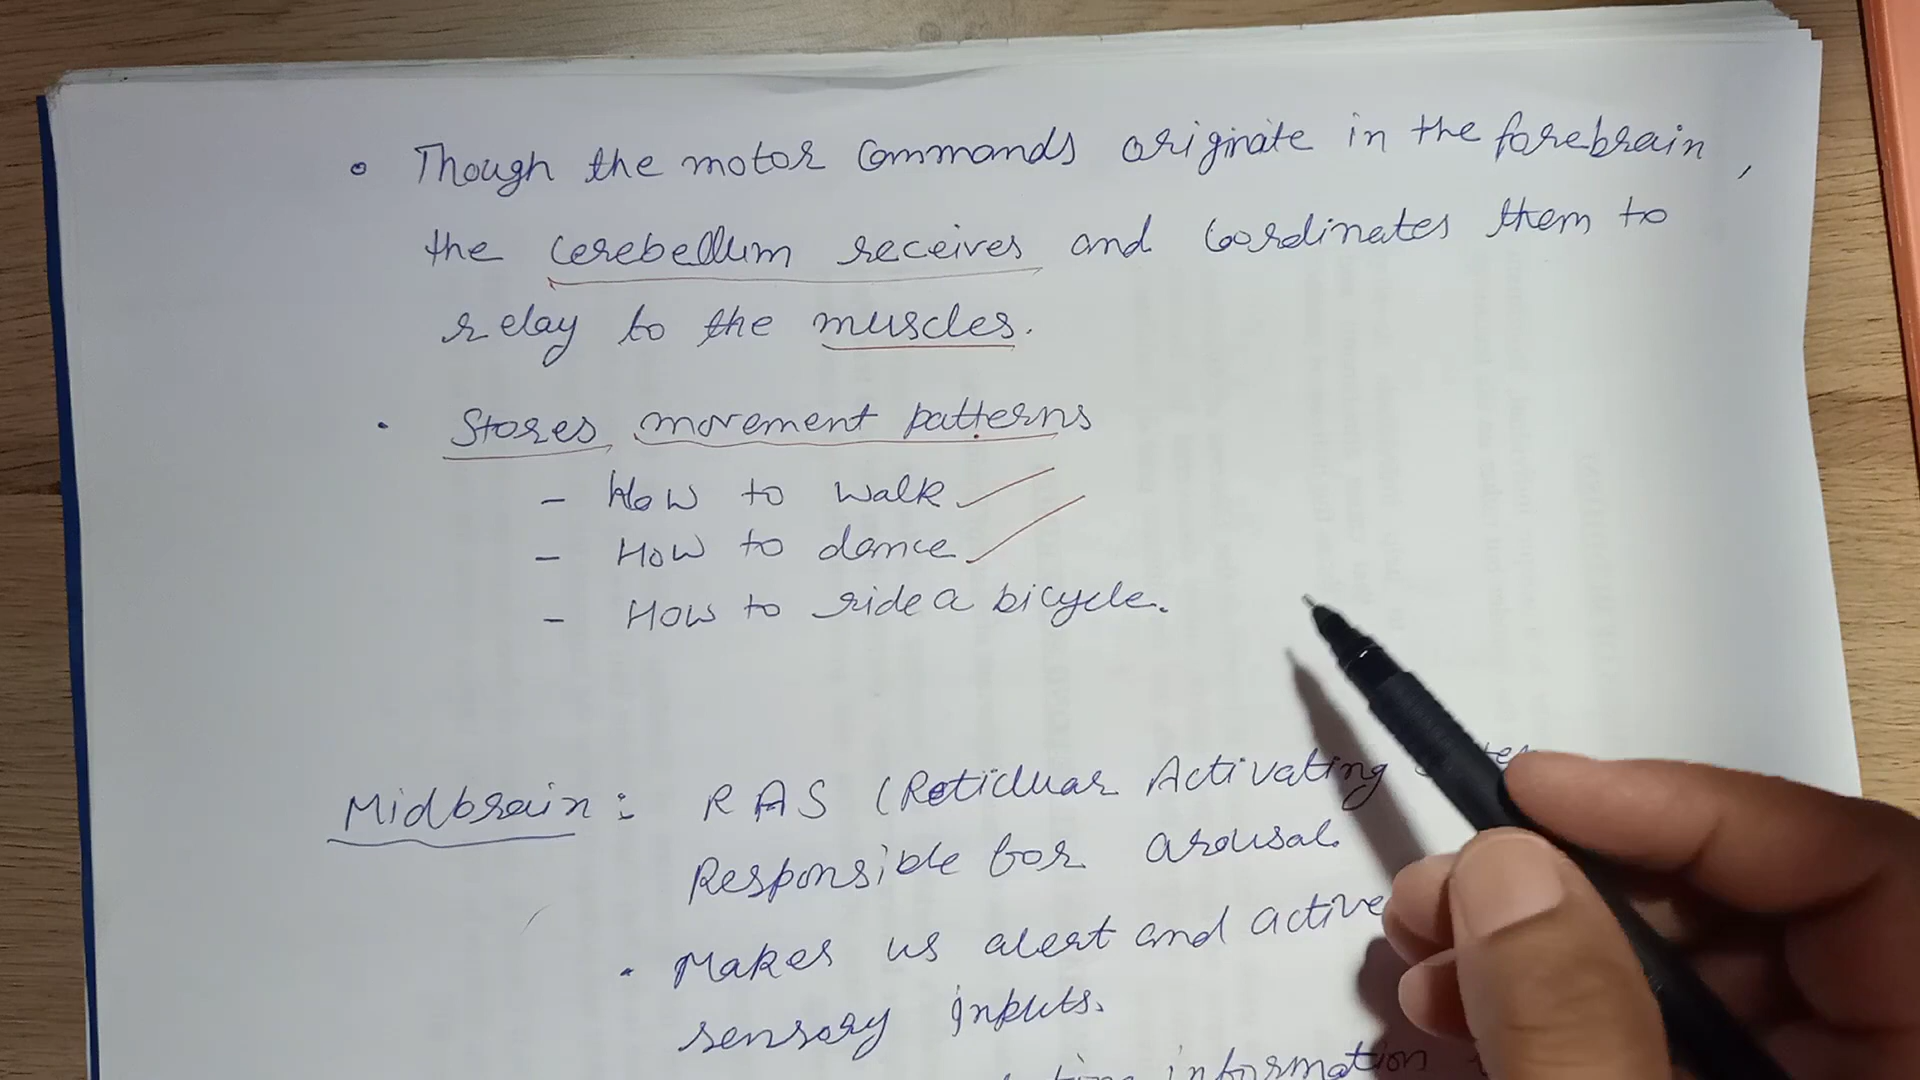 • Though the motor commands originate in the forebrain,
the cerebellum receives and coordinates them to
relay to the muscles.
• Stores movement patterns
- How to walk
- How to dance
- How to ride a bicycle.
Midbrain: RAS (Reticluar Activating
Responsible for arousal.
• Makes us alert and active
sensory inputs.
information